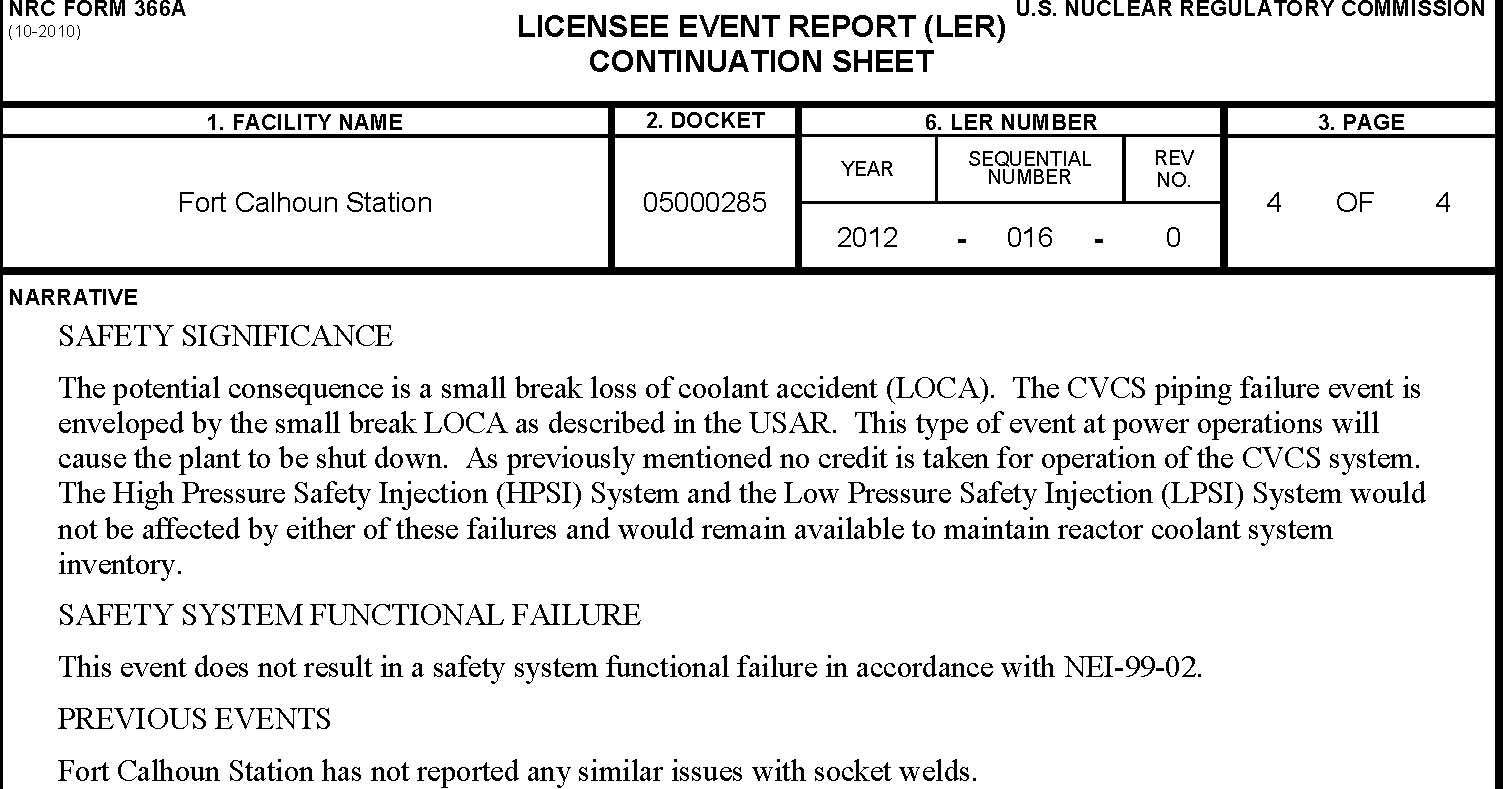 NRC FORM 366A
(10-2010)
U.S. NUCLEAR REGULATORY COMMISSION
LICENSEE EVENT REPORT (LER)
CONTINUATION SHEET
1. FACILITY NAME
2. DOCKET
6. LER NUMBER
3. PAGE
Fort Calhoun Station
05000285
YEAR
SEQUENTIAL
NUMBER
REV
NO.
2012 - 016 - 0
4 OF 4
NARRATIVE
SAFETY SIGNIFICANCE
The potential consequence is a small break loss of coolant accident (LOCA). The CVCS piping failure event is
enveloped by the small break LOCA as described in the USAR. This type of event at power operations will
cause the plant to be shut down. As previously mentioned no credit is taken for operation of the CVCS system.
The High Pressure Safety Injection (HPSI) System and the Low Pressure Safety Injection (LPSI) System would
not be affected by either of these failures and would remain available to maintain reactor coolant system
inventory.
SAFETY SYSTEM FUNCTIONAL FAILURE
This event does not result in a safety system functional failure in accordance with NEI-99-02.
PREVIOUS EVENTS
Fort Calhoun Station has not reported any similar issues with socket welds.